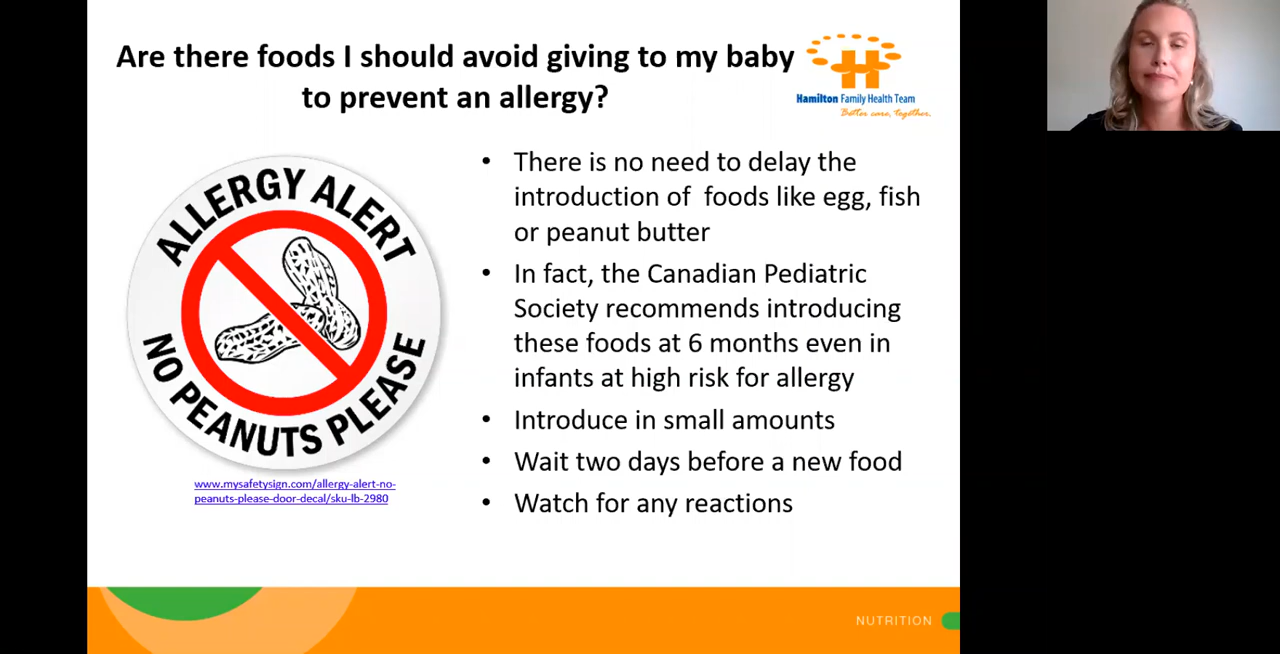 Are there foods I should avoid giving to my baby
to prevent an allergy?
Hamilton Family Health Team
Better care, together.
ALLERGY ALERT
NO PEANUTS PLEASE
www.mysafetysign.com/allergy-alert-no-
peanuts-please-door-decal/sku-lb-2980
• There is no need to delay the
introduction of foods like egg, fish
or peanut butter
• In fact, the Canadian Pediatric
Society recommends introducing
these foods at 6 months even in
infants at high risk for allergy
• Introduce in small amounts
• Wait two days before a new food
• Watch for any reactions
NUTRITION